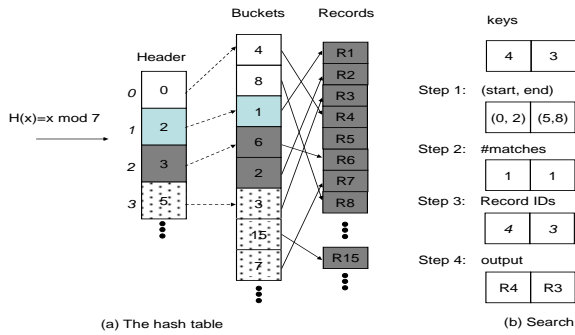 Buckets
Records
Header
H(x)=x mod 7
0
1
2
3
0
2
3
5
4
8
1
6
2
3
15
7
R1
R2
R3
R4
R5
R6
R7
R8
R15
(a) The hash table
keys
4 3
Step 1: (start, end)
(0, 2) (5,8)
Step 2: #matches
1 1
Step 3: Record IDs
4 3
Step 4: output
R4 R3
(b) Search